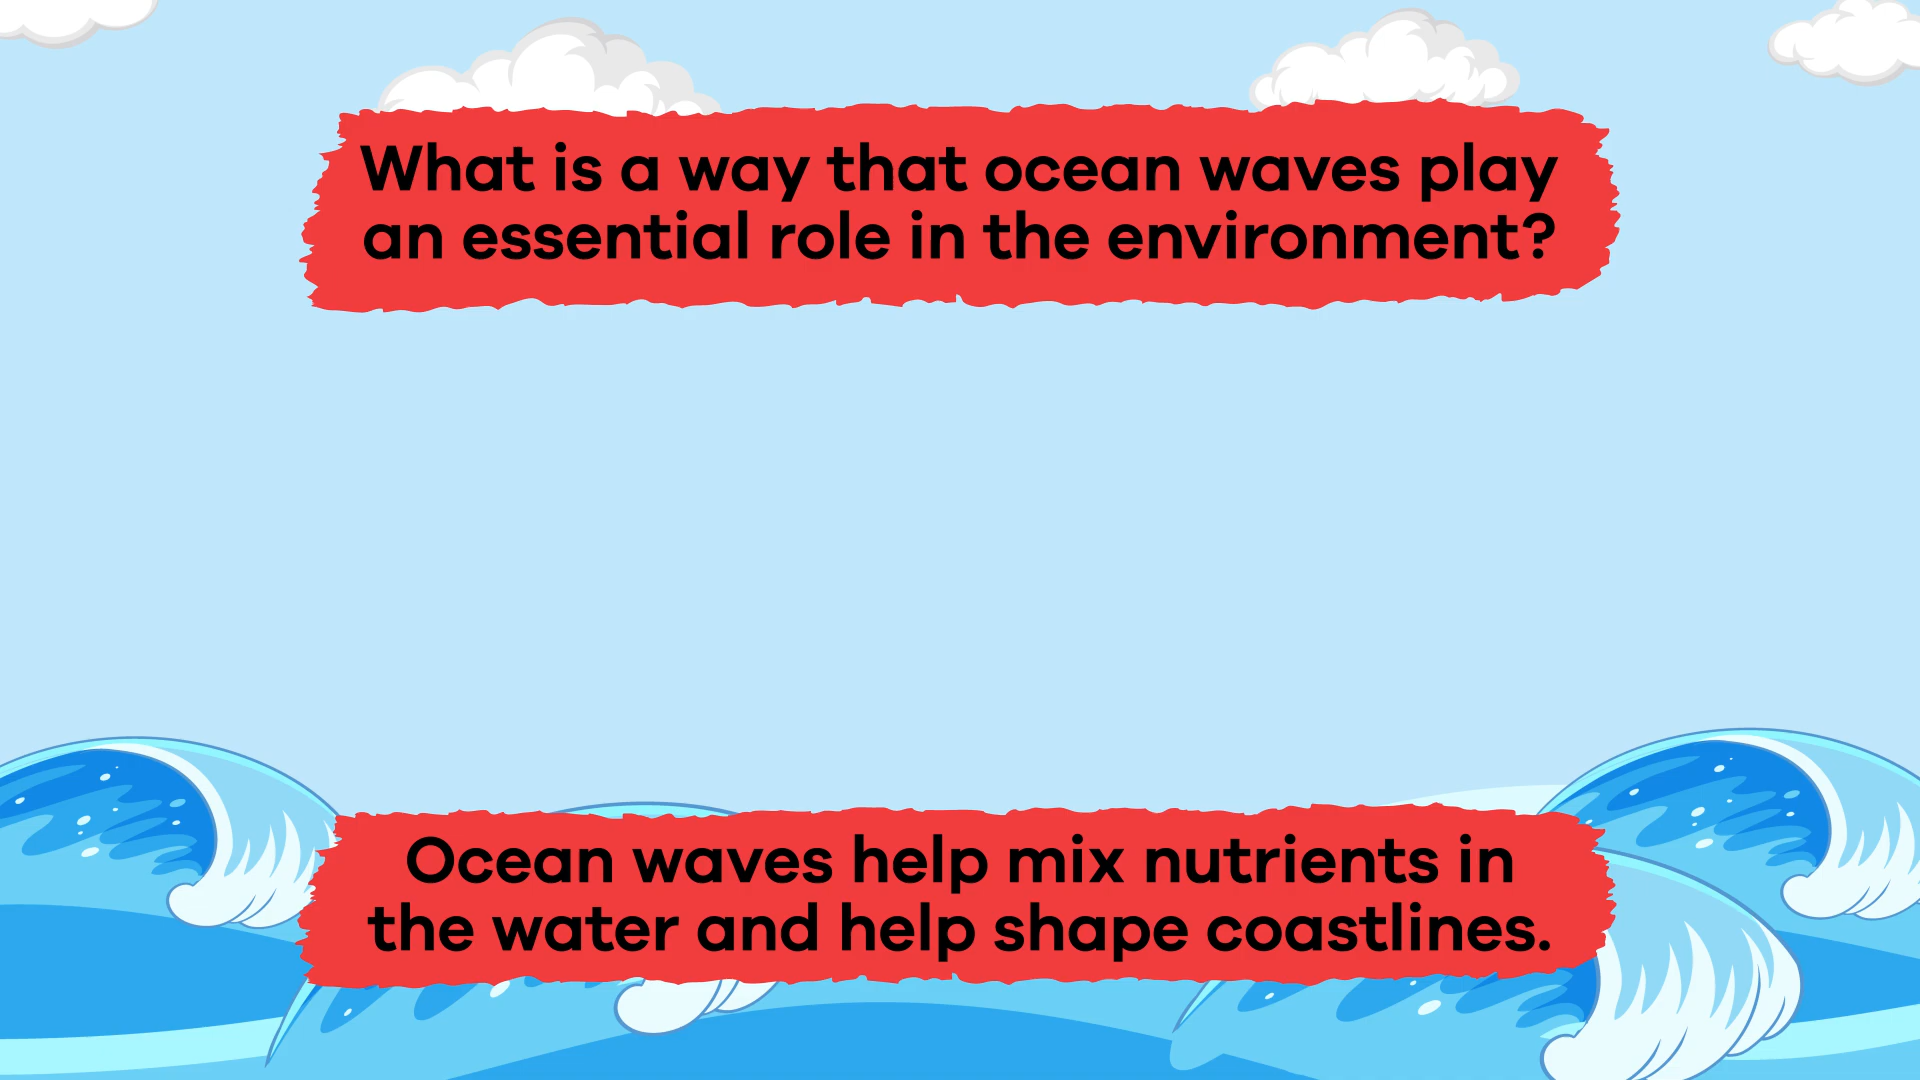 What is a way that ocean waves play
an essential role in the environment?
Ocean waves help mix nutrients in
the water and help shape coastlines.